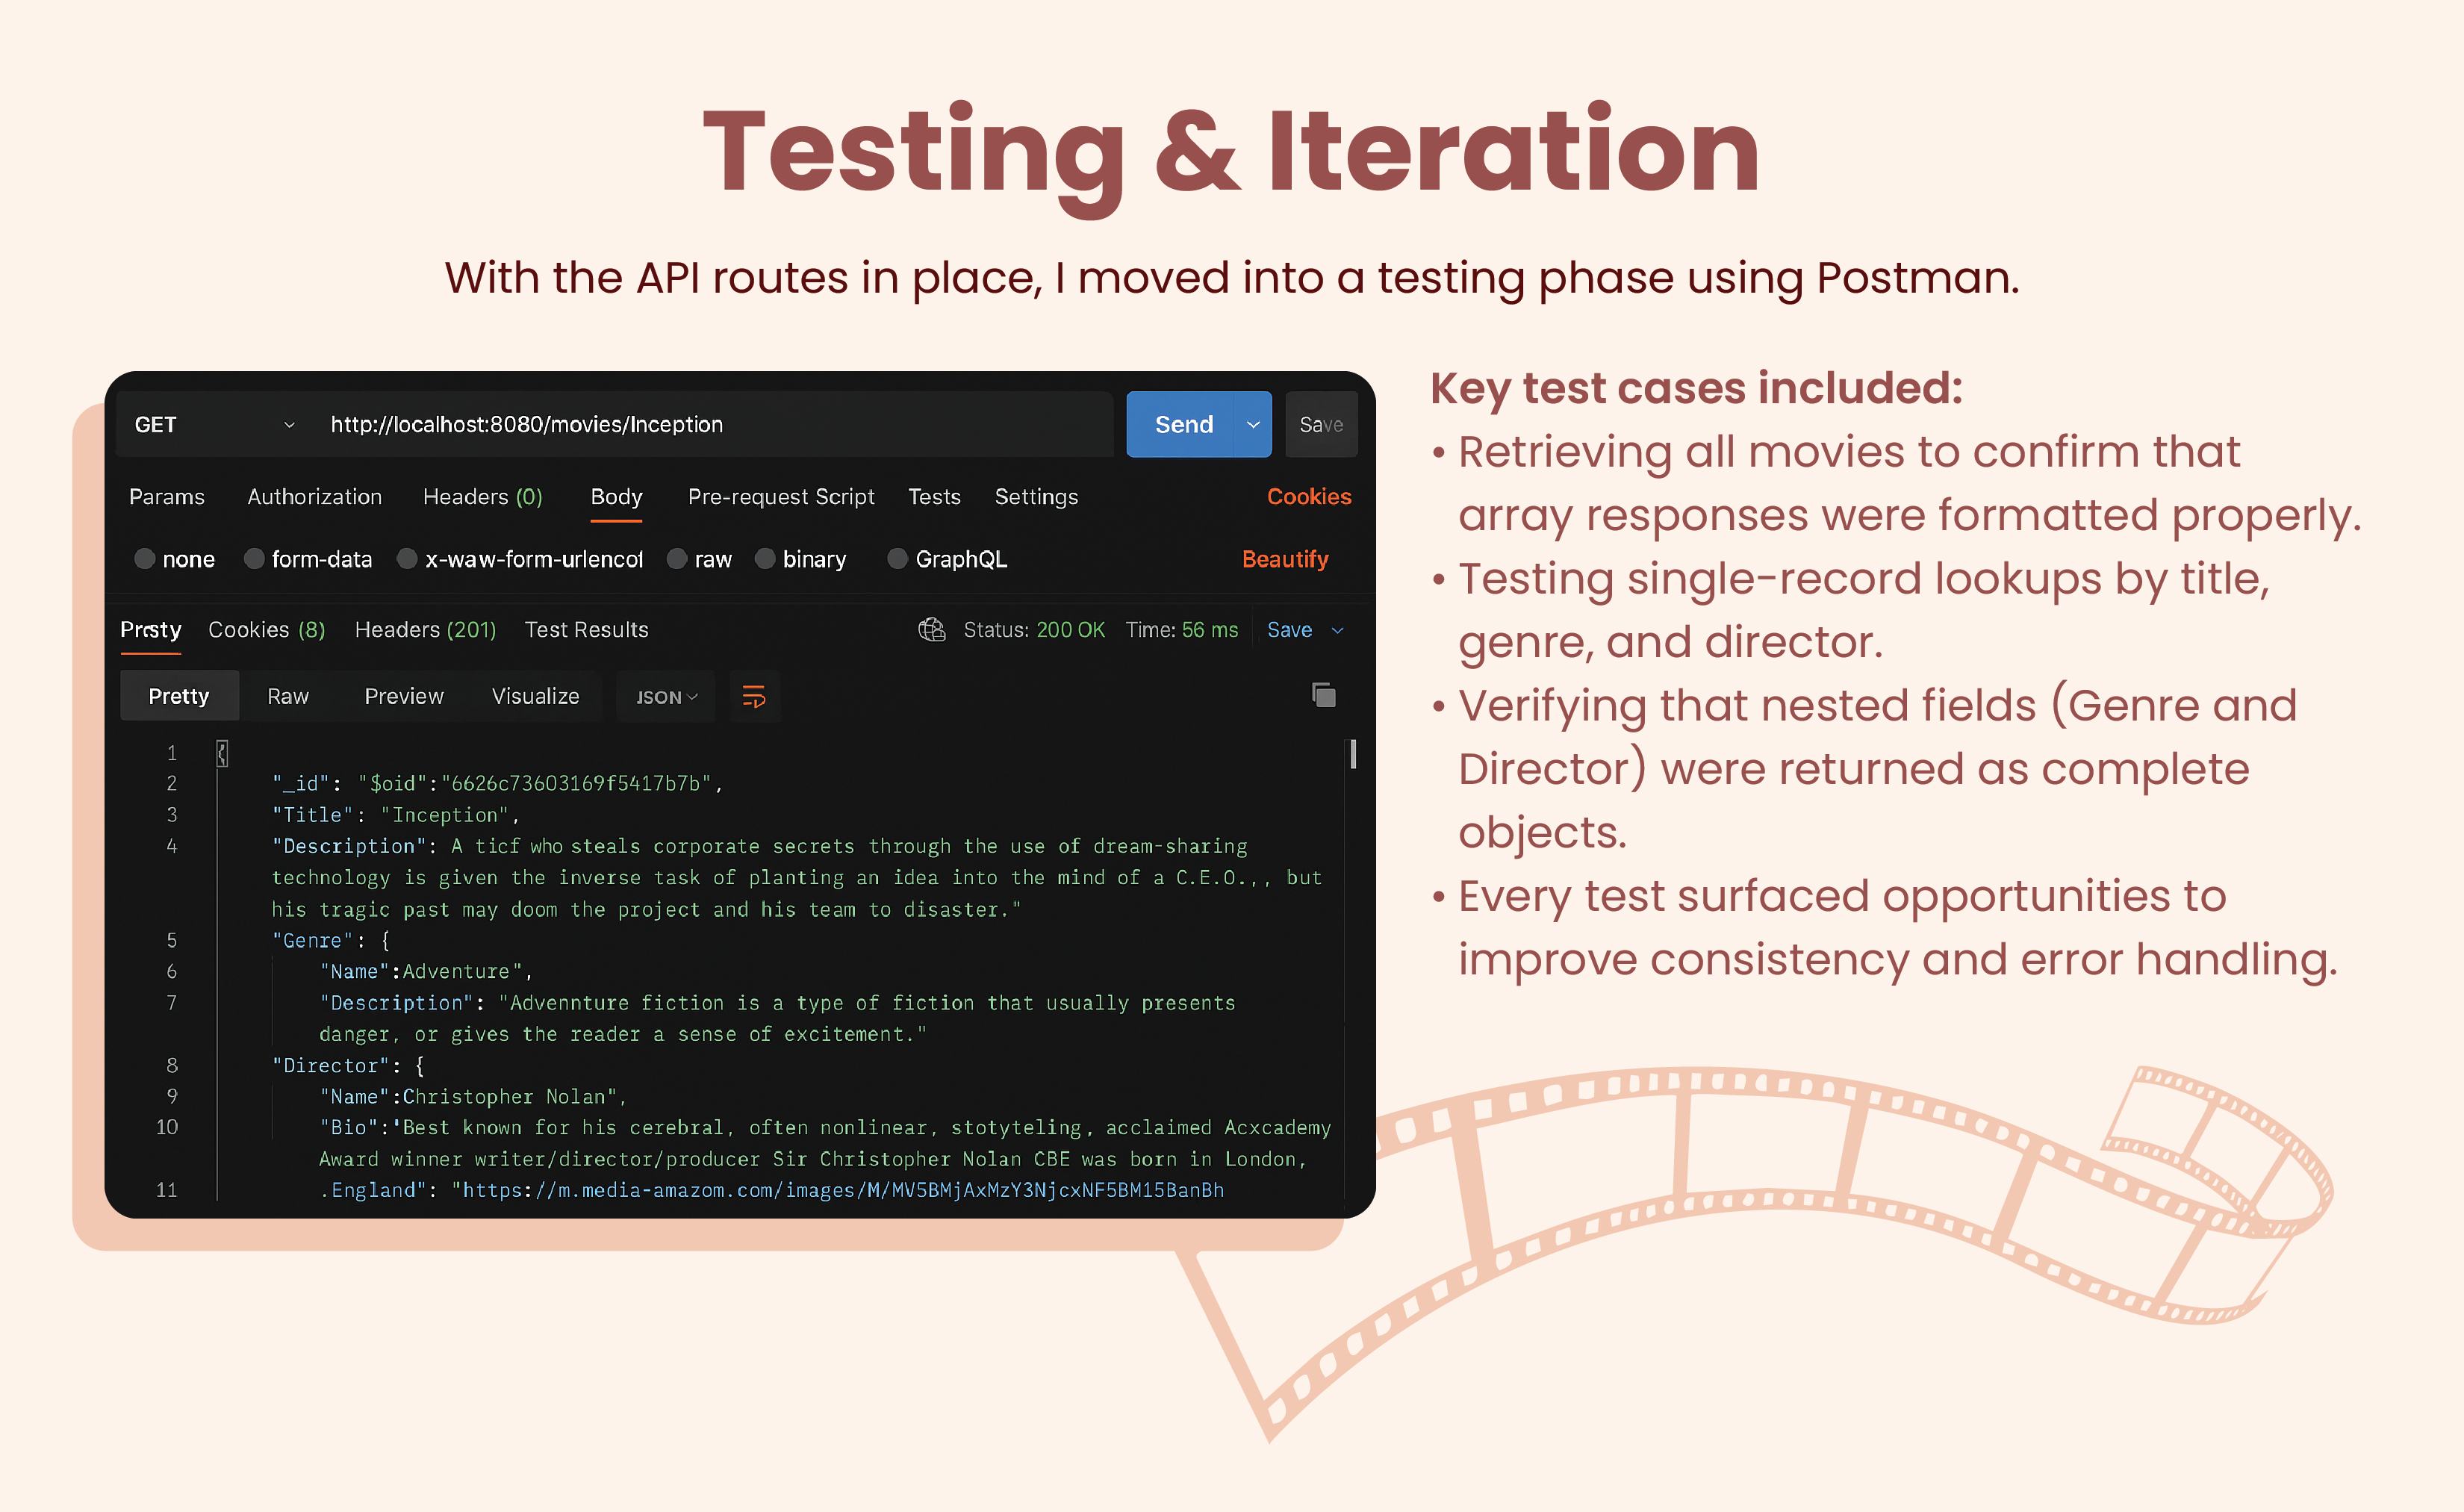 Testing & Iteration
With the API routes in place, I moved into a testing phase using Postman.
GET http://localhost:8080/movies/Inception Send Save
Params Authorization Headers (0) Body Pre-request Script Tests Settings Cookies
none form-data x-waw-form-urlencof raw binary GraphQL Beautify
Prsty Cookies (8) Headers (201) Test Results Status: 200 OK Time: 56 ms Save
Pretty Raw Preview Visualize JSON
1 {
2 "_id": "$oid":"6626c73603169f5417b7b",
3 "Title": "Inception",
4 "Description": A ticf who steals corporate secrets through the use of dream-sharing
technology is given the inverse task of planting an idea into the mind of a C.E.O.,, but
his tragic past may doom the project and his team to disaster."
5 "Genre": {
6 "Name":Adventure",
7 "Description": "Advennture fiction is a type of fiction that usually presents
danger, or gives the reader a sense of excitement."
8 "Director": {
9 "Name":Christopher Nolan",
10 "Bio":'Best known for his cerebral, often nonlinear, stotyteling, acclaimed Acxcademy
Award winner writer/director/producer Sir Christopher Nolan CBE was born in London,
11 .England": "https://m.media-amazom.com/images/M/MV5BMjAxMzY3NjcxNF5BM15BanBh
Key test cases included:
• Retrieving all movies to confirm that
array responses were formatted properly.
• Testing single-record lookups by title,
genre, and director.
• Verifying that nested fields (Genre and
Director) were returned as complete
objects.
• Every test surfaced opportunities to
improve consistency and error handling.